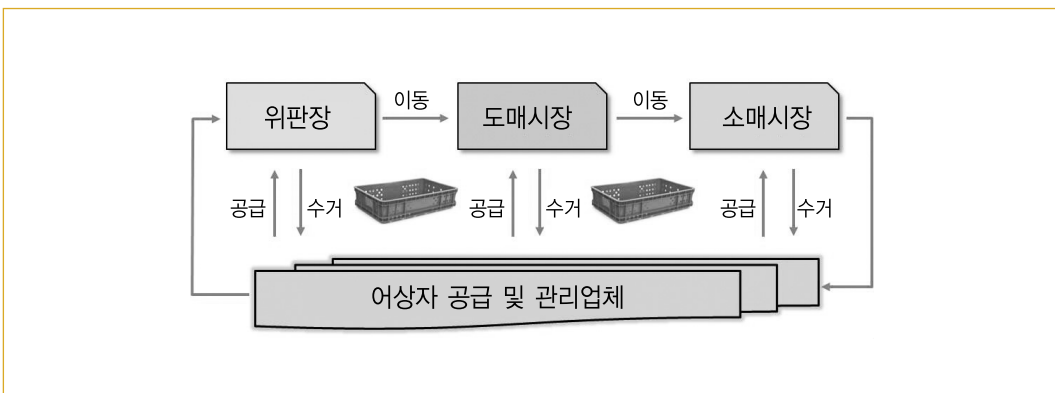 위판장
이동
도매시장
이동
소매시장
공급
수거
공급
수거
공급
수거
어상자 공급 및 관리업체